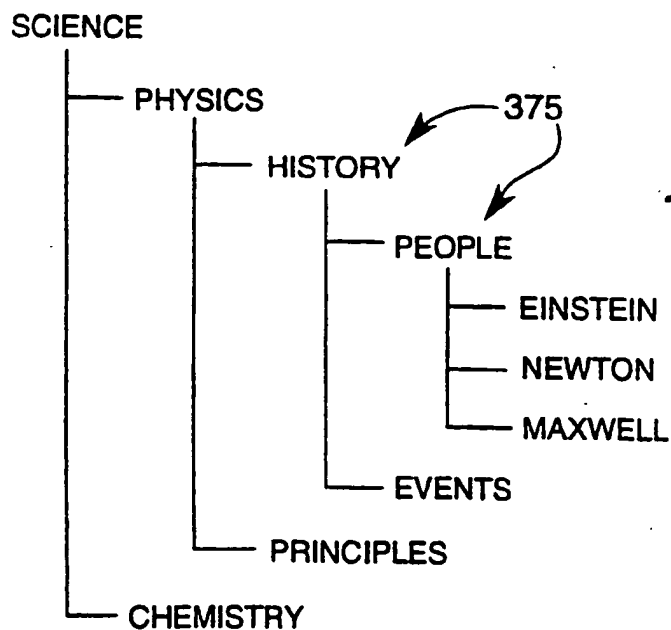 SCIENCE
PHYSICS
375
HISTORY
PEOPLE
EINSTEIN
NEWTON
MAXWELL
EVENTS
PRINCIPLES
CHEMISTRY